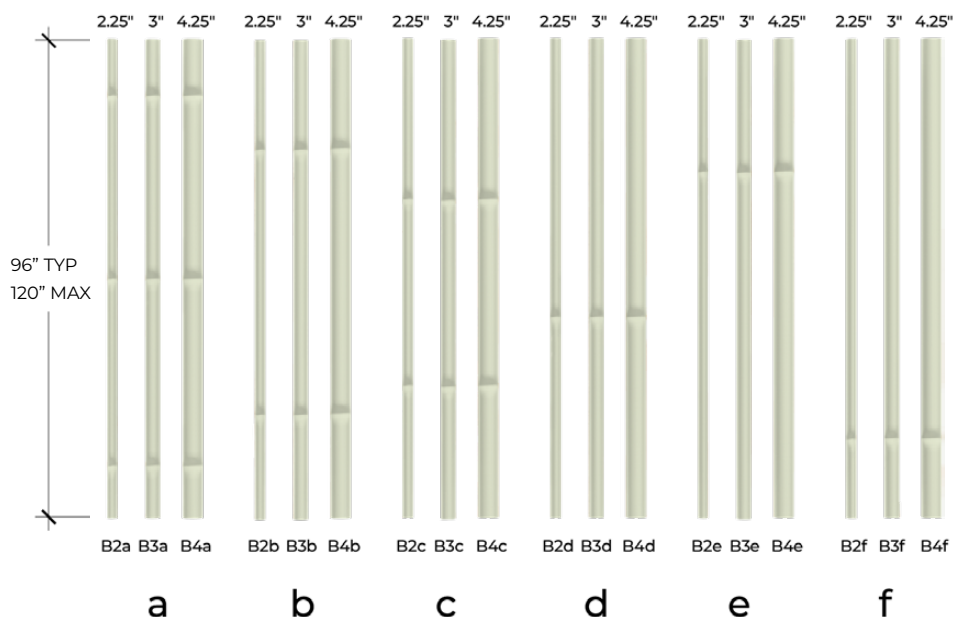 2.25" 3" 4.25" 2.25" 3" 4.25" 2.25" 3" 4.25" 2.25" 3" 4.25" 2.25" 3" 4.25" 2.25" 3" 4.25"
96” TYP
120” MAX
B2a B3a B4a B2b B3b B4b B2c B3c B4c B2d B3d B4d B2e B3e B4e B2f B3f B4f
a b c d e f